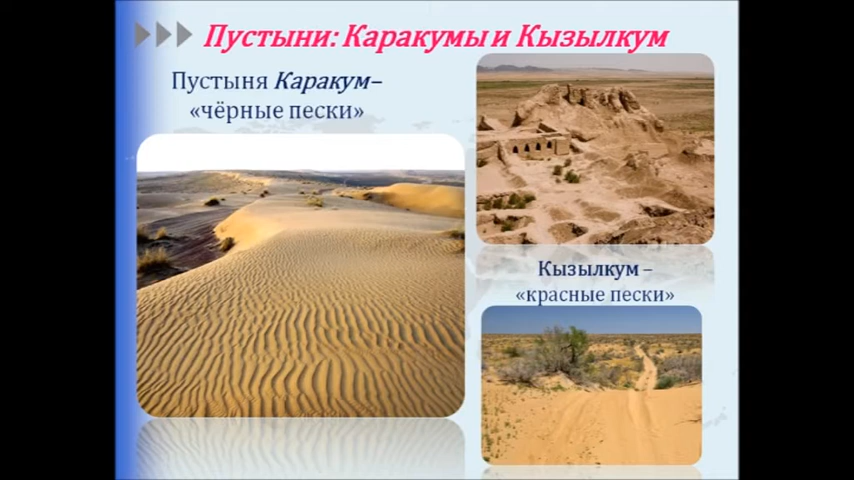 Пустыни: Каракумы и Кызылкум
Пустыня Каракум–
«чёрные пески»
Кызылкум –
«красные пески»